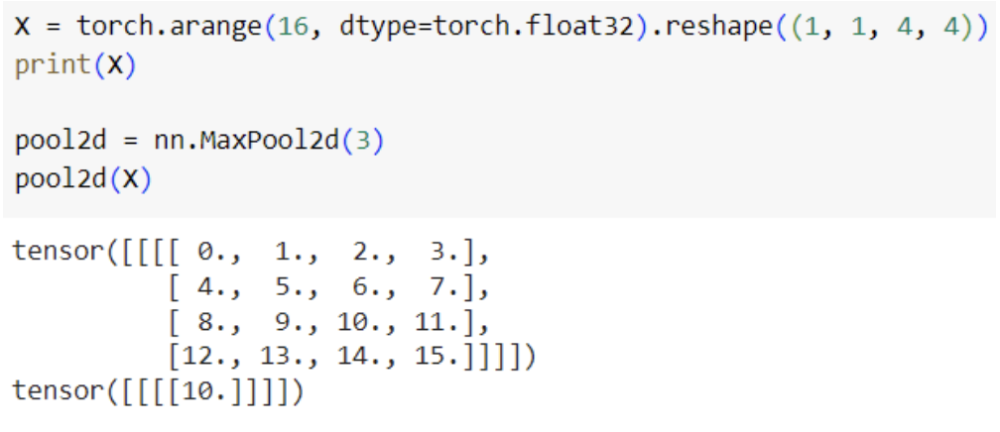 X = torch.arange(16, dtype=torch.float32).reshape((1, 1, 4, 4))
print(X)
pool2d = nn.MaxPool2d(3)
pool2d(X)
tensor([[[[ 0.,  1.,  2.,  3.],
          [ 4.,  5.,  6.,  7.],
          [ 8.,  9., 10., 11.],
          [12., 13., 14., 15.]]]])
tensor([[[[10.]]]])